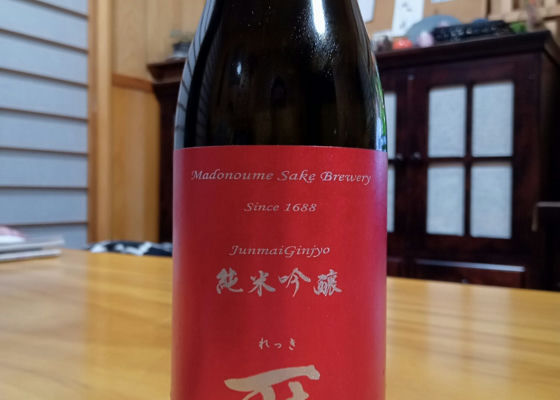 Madonoume Sake Brewery
Since 1688
JunmaiGinjyo
純米吟醸
れっき